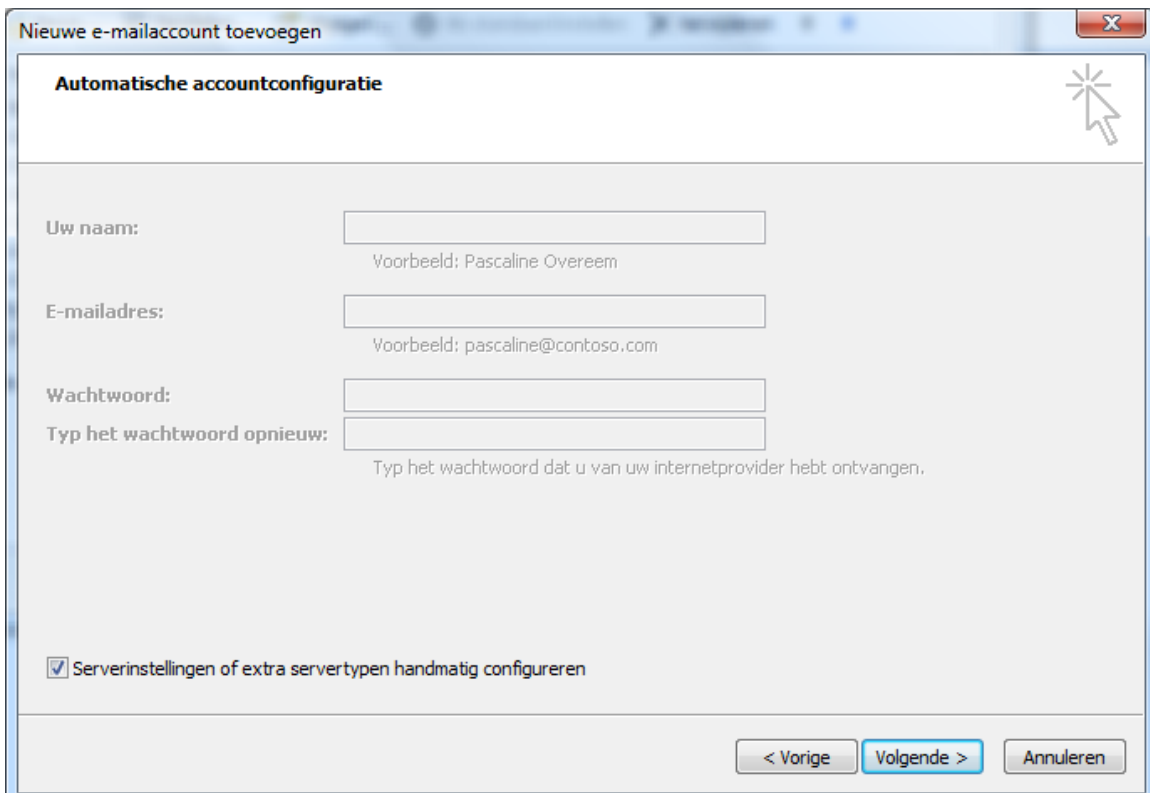 Nieuwe e-mailaccount toevoegen
Automatische accountconfiguratie
Uw naam:
Voorbeeld: Pascaline Overeem
E-mailadres:
Voorbeeld: pascaline@contoso.com
Wachtwoord:
Typ het wachtwoord opnieuw:
Typ het wachtwoord dat u van uw internetprovider hebt ontvangen.
Serverinstellingen of extra servertypen handmatig configureren
< Vorige Volgende > Annuleren